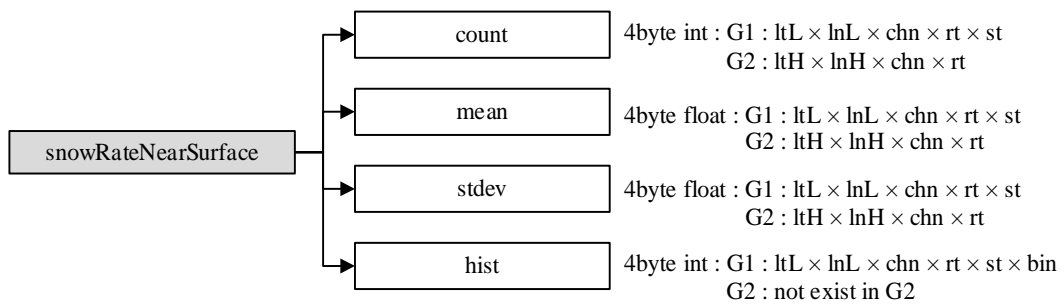 count
4byte int : G1 : ltL × lnL × chn × rt × st
G2 : ltH × lnH × chn × rt
mean
4byte float : G1 : ltL × lnL × chn × rt × st
G2 : ltH × lnH × chn × rt
snowRateNearSurface
stdev
4byte float : G1 : ltL × lnL × chn × rt × st
G2 : ltH × lnH × chn × rt
hist
4byte int : G1 : ltL × lnL × chn × rt × st × bin
G2 : not exist in G2